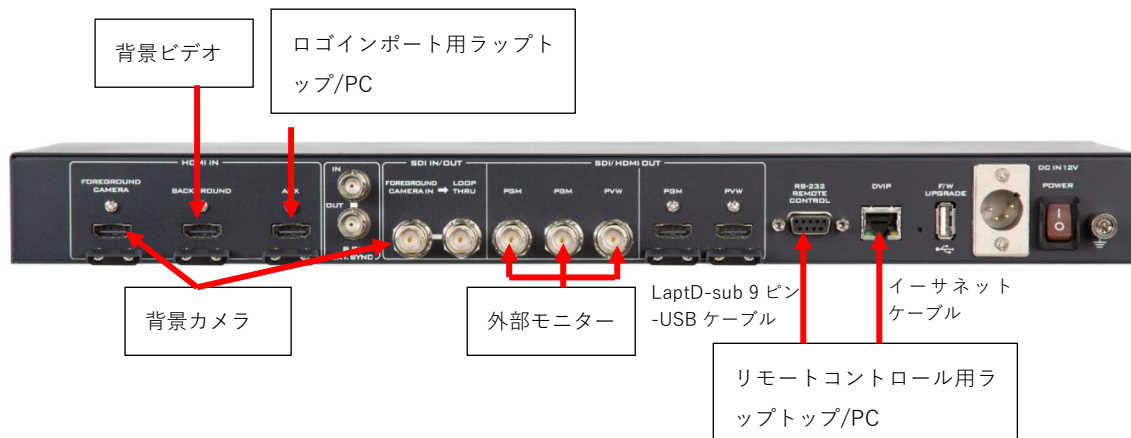 背景ビデオ
ロゴインポート用ラップト
ップ/PC
HDMI IN
FOREGROUND
CAMERA
BACKGROUND
AUX
IN
OUT
SDI IN/OUT
FOREGROUND
CAMERA IN
LOOP
THRU
SDI/HDMI OUT
PGM
PGM
PVW
PGM
PVW
RS-232
REMOTE
CONTROL
DVIP
F/W
UPGRADE
DC IN 12V
POWER
背景カメラ
外部モニター
LaptD-sub 9 ピン
-USB ケーブル
イーサネット
ケーブル
リモートコントロール用ラ
ップトップ/PC